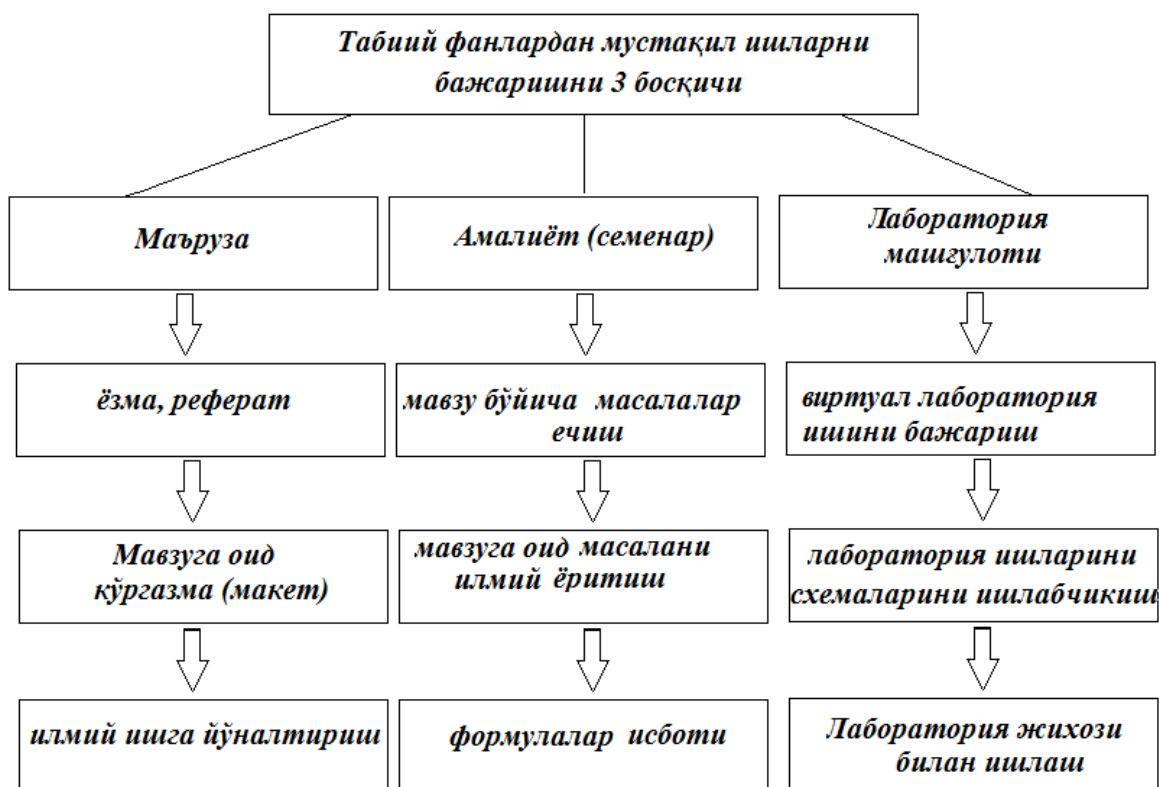 Табиий фанлардан мустақил ишларни
бажаришни 3 босқичи
Маъруза
Амалиёт (семенар)
Лаборатория
машғулоти
ёзма, реферат
мавзу бўйича масалалар
ечиш
виртуал лаборатория
ишини бажариш
Мавзуга оид
кўргазма (макет)
мавзуга оид масалани
илмий ёритиш
лаборатория ишларини
схемаларини ишлабчикиш
илмий ишга йўналтириш
формулалар исботи
Лаборатория жихози
билан ишлаш